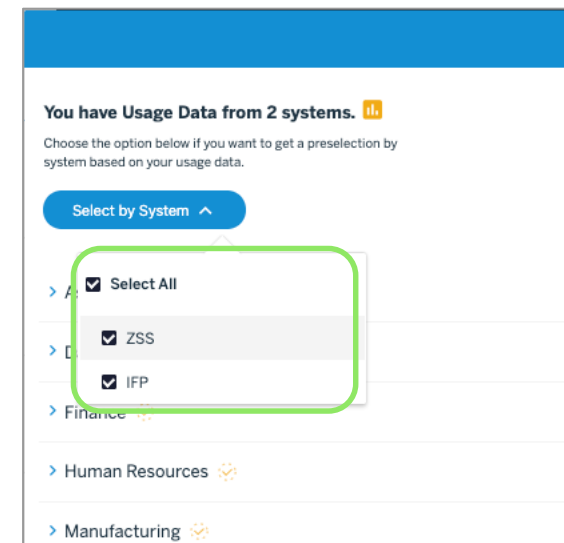 You have Usage Data from 2 systems.
Choose the option below if you want to get a preselection by
system based on your usage data.
Select by System
Select All
ZSS
IFP
Finance
Human Resources
Manufacturing